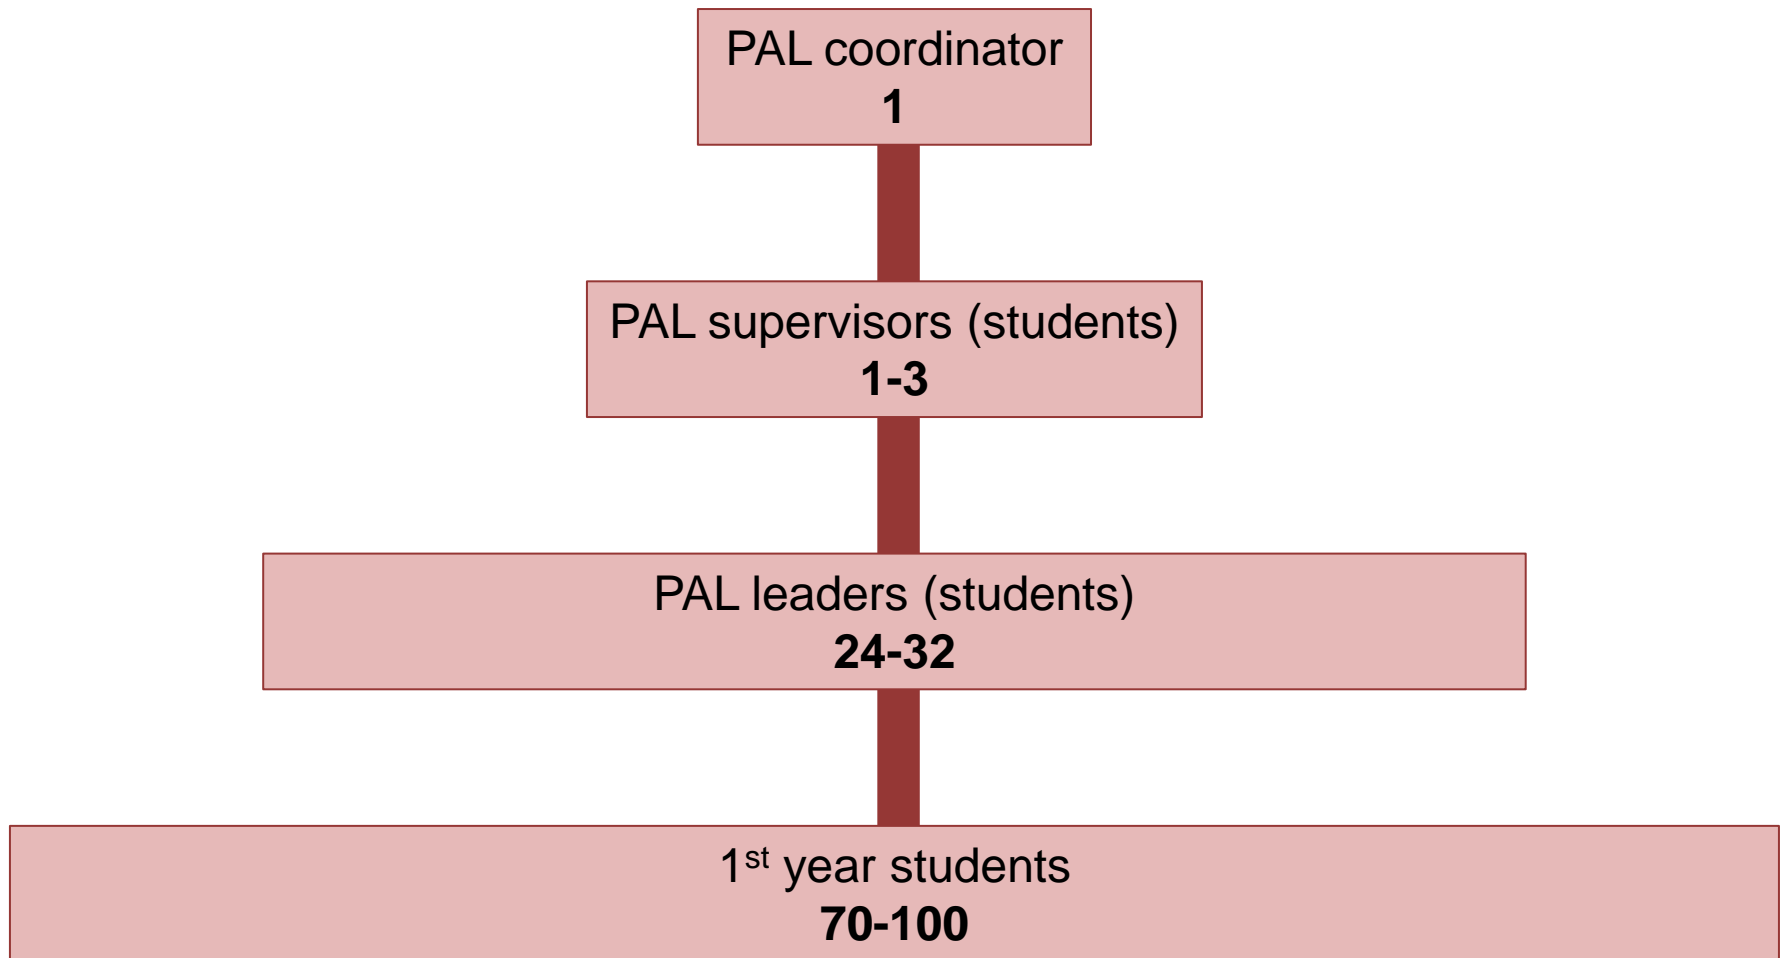 PAL coordinator
1
PAL supervisors (students)
1-3
PAL leaders (students)
24-32
1st year students
70-100